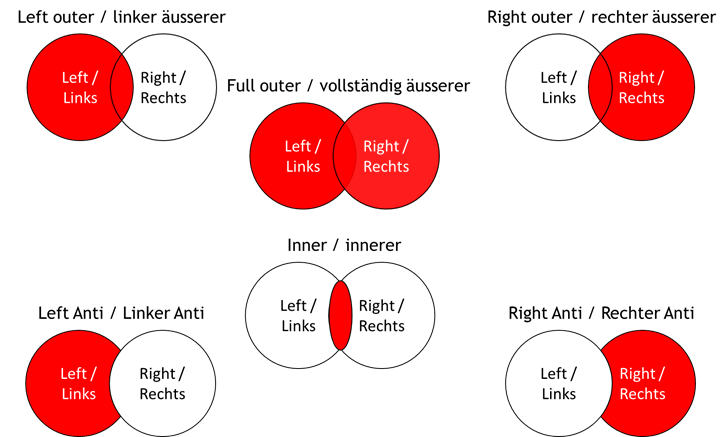 Left outer / linker äusserer
Left /
Links
Right /
Rechts
Right outer / rechter äusserer
Left /
Links
Right /
Rechts
Full outer / vollständig äusserer
Left /
Links
Right /
Rechts
Inner / innerer
Left /
Links
Right /
Rechts
Left Anti / Linker Anti
Left /
Links
Right /
Rechts
Right Anti / Rechter Anti
Left /
Links
Right /
Rechts